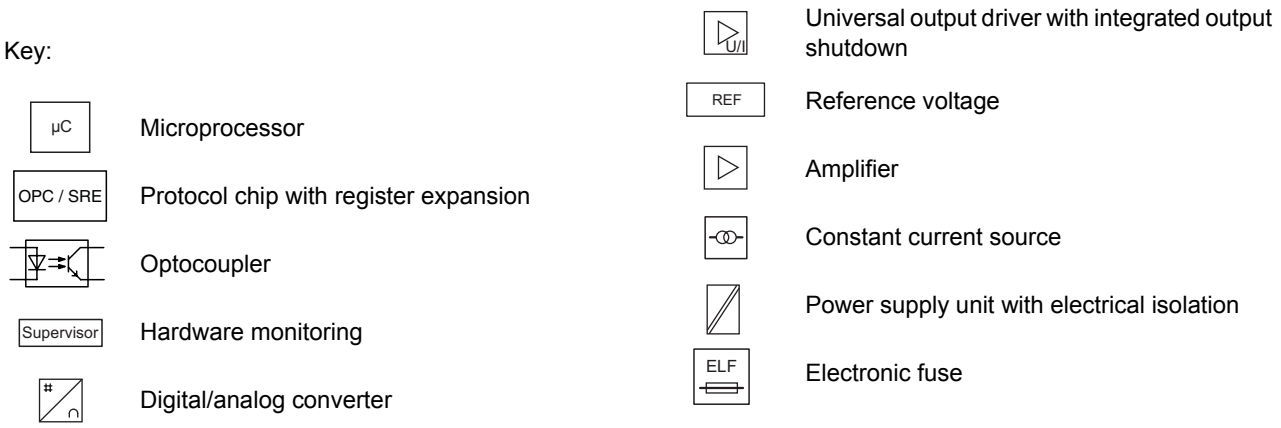 Key:
µC
Microprocessor
OPC / SRE
Protocol chip with register expansion
Optocoupler
Supervisor
Hardware monitoring
#
∩
Digital/analog converter
U/I
Universal output driver with integrated output
shutdown
REF
Reference voltage
Amplifier
Constant current source
Power supply unit with electrical isolation
ELF
Electronic fuse